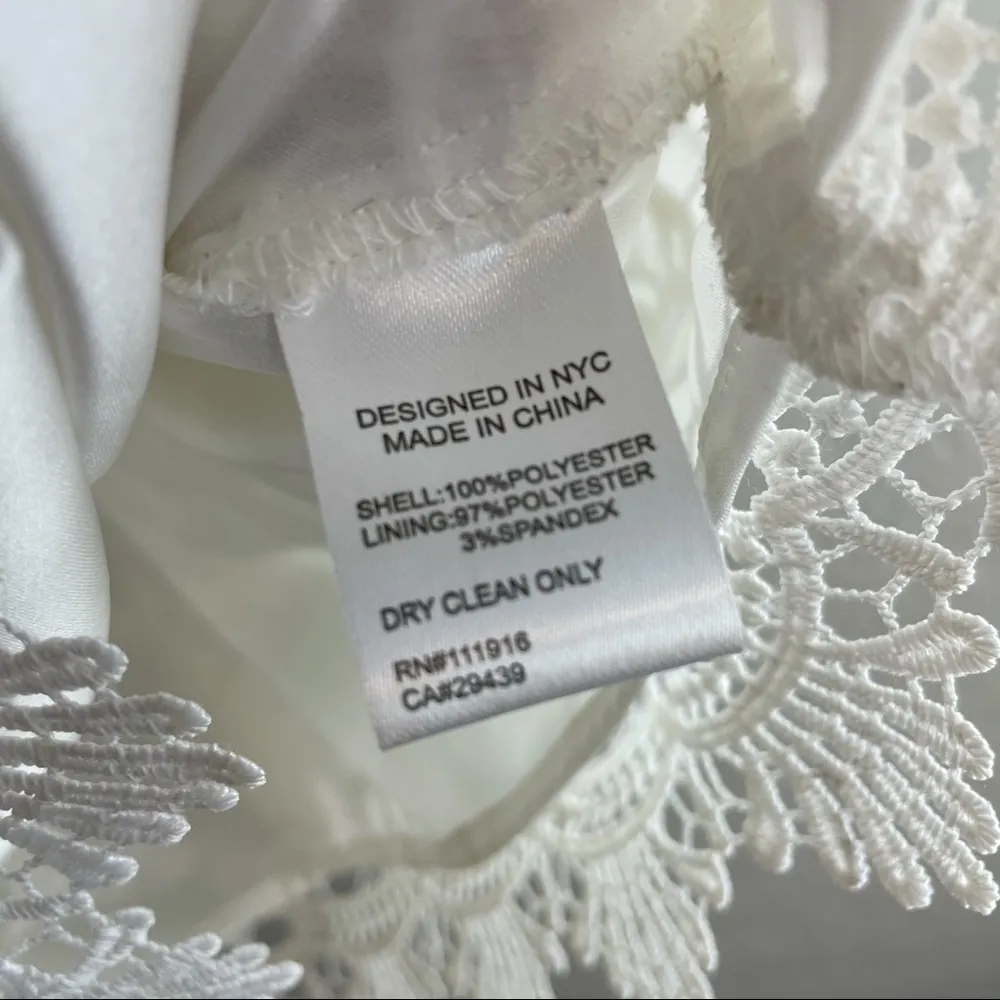 DESIGNED IN NYC
MADE IN CHINA
SHELL:100%POLYESTER
LINING:97%POLYESTER
3%SPANDEX
DRY CLEAN ONLY
RN#111916
CA#29439